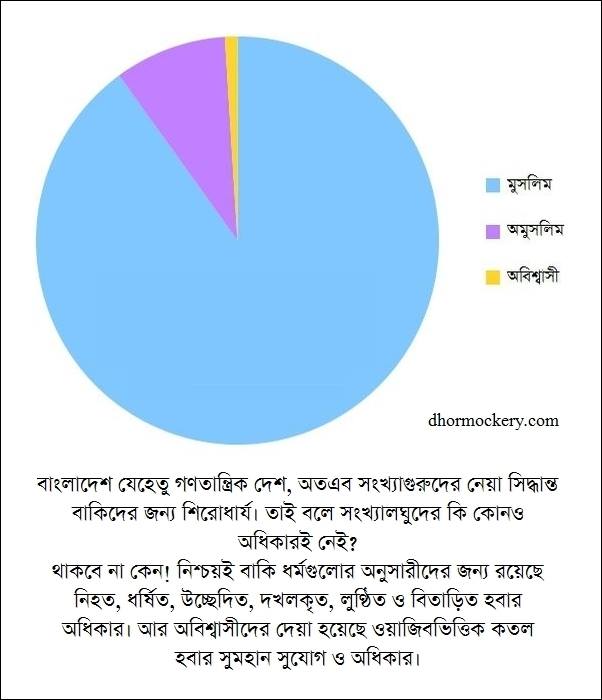 মুসলিম
অমুসলিম
অবিশ্বাসী
dhormockery.com
বাংলাদেশ যেহেতু গণতান্ত্রিক দেশ, অতএব সংখ্যাগুরুদের নেয়া সিদ্ধান্ত
বাকিদের জন্য শিরোধার্য। তাই বলে সংখ্যালঘুদের কি কোনও
অধিকারই নেই?
থাকবে না কেন! নিশ্চয়ই বাকি ধর্মগুলোর অনুসারীদের জন্য রয়েছে
নিহত, ধর্ষিত, উচ্ছেদিত, দখলকৃত, লুণ্ঠিত ও বিতাড়িত হবার
অধিকার। আর অবিশ্বাসীদের দেয়া হয়েছে ওয়াজিবভিত্তিক কতল
হবার সুমহান সুযোগ ও অধিকার।